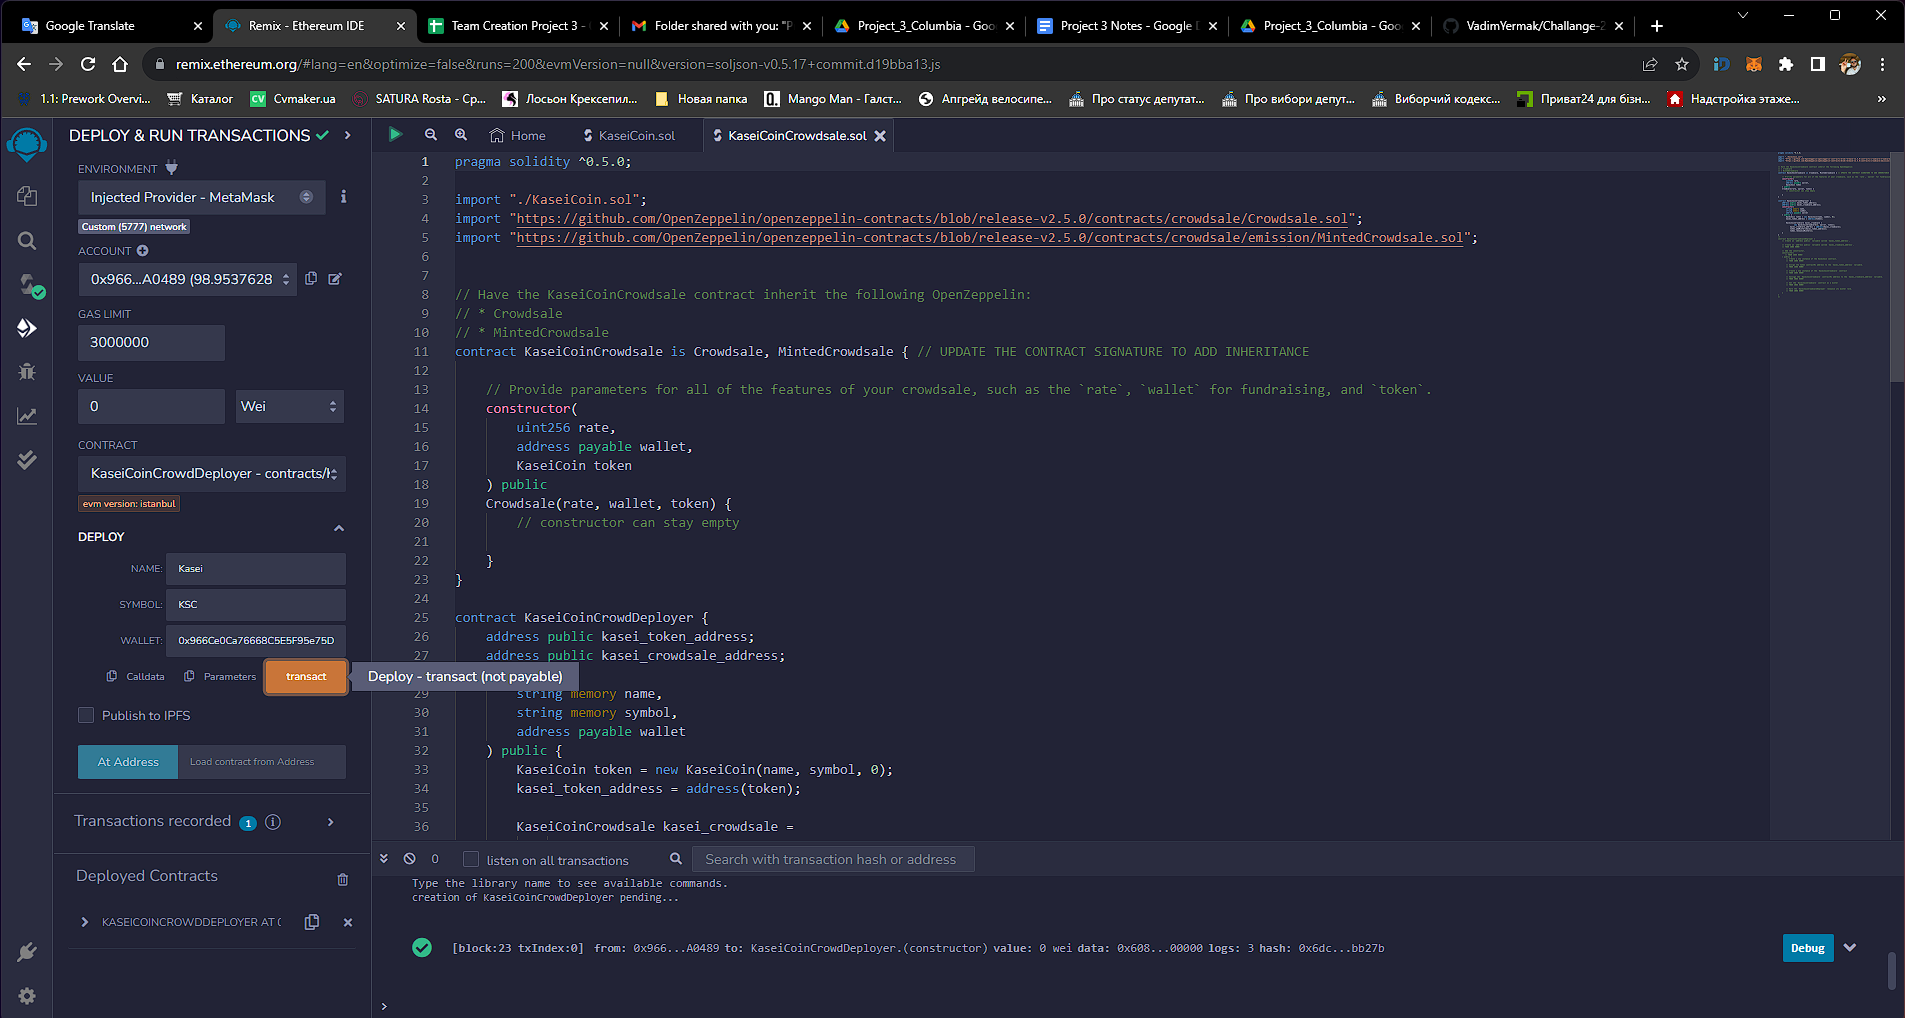 Google Translate
Remix - Ethereum IDE
Team Creation Project 3 -
Folder shared with you: "P
Project_3_Columbia - Goo
Project 3 Notes - Google D
Project_3_Columbia - Goo
VadimYermak/Challange-2
remix.ethereum.org/#lang=en&optimize=false&runs=200&evmVersion=null&version=soljson-v0.5.17+commit.d19bba13.js
1.1: Prework Overvi...
Каталог
CV Cvmaker.ua
SATURA Rosta - Ср...
Лосьон Крексепил...
Новая папка
Mango Man - Галст...
Апгрейд велосипе...
Про статус депутат...
Про вибори депут...
Виборчий кодекс...
Приват24 для бізн...
Надстройка этаже...
»
DEPLOY & RUN TRANSACTIONS
ENVIRONMENT
Injected Provider - MetaMask
Custom (5777) network
ACCOUNT
0x966...A0489 (98.9537628
GAS LIMIT
3000000
VALUE
0
Wei
CONTRACT
KaseiCoinCrowdDeployer - contracts/K
evm version: istanbul
DEPLOY
NAME: Kasei
SYMBOL: KSC
WALLET: 0x966Ce0Ca76668C5E5F95e75D
Calldata
Parameters
transact
Deploy - transact (not payable)
Publish to IPFS
At Address
Load contract from Address
Transactions recorded 1
Deployed Contracts
KASEICOINCROWDDEPLOYER AT
Home
KaseiCoin.sol
KaseiCoinCrowdsale.sol
1 pragma solidity ^0.5.0;
2
3 import "./KaseiCoin.sol";
4 import "https://github.com/OpenZeppelin/openzeppelin-contracts/blob/release-v2.5.0/contracts/crowdsale/Crowdsale.sol";
5 import "https://github.com/OpenZeppelin/openzeppelin-contracts/blob/release-v2.5.0/contracts/crowdsale/emission/MintedCrowdsale.sol";
6
7
8 // Have the KaseiCoinCrowdsale contract inherit the following OpenZeppelin:
9 // * Crowdsale
10 // * MintedCrowdsale
11 contract KaseiCoinCrowdsale is Crowdsale, MintedCrowdsale { // UPDATE THE CONTRACT SIGNATURE TO ADD INHERITANCE
12
13 // Provide parameters for all of the features of your crowdsale, such as the `rate`, `wallet` for fundraising, and `token`.
14 constructor(
15 uint256 rate,
16 address payable wallet,
17 KaseiCoin token
18 ) public
19 Crowdsale(rate, wallet, token) {
20 // constructor can stay empty
21
22 }
23 }
24
25 contract KaseiCoinCrowdDeployer {
26 address public kasei_token_address;
27 address public kasei_crowdsale_address;
29 string memory name,
30 string memory symbol,
31 address payable wallet
32 ) public {
33 KaseiCoin token = new KaseiCoin(name, symbol, 0);
34 kasei_token_address = address(token);
35
36 KaseiCoinCrowdsale kasei_crowdsale =
0
listen on all transactions
Search with transaction hash or address
Type the library name to see available commands.
creation of KaseiCoinCrowdDeployer pending...
[block:23 txIndex:0] from: 0x966...A0489 to: KaseiCoinCrowdDeployer.(constructor) value: 0 wei data: 0x608...00000 logs: 3 hash: 0x6dc...bb27b
Debug
>